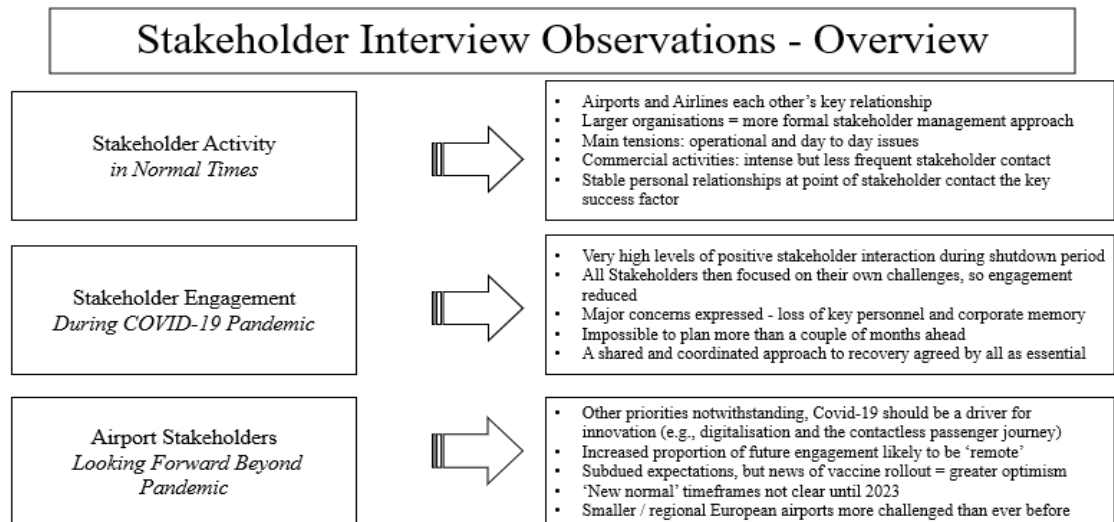 Stakeholder Interview Observations - Overview
Stakeholder Activity
in Normal Times
• Airports and Airlines each other’s key relationship
• Larger organisations = more formal stakeholder management approach
• Main tensions: operational and day to day issues
• Commercial activities: intense but less frequent stakeholder contact
• Stable personal relationships at point of stakeholder contact the key
success factor
Stakeholder Engagement
During COVID-19 Pandemic
• Very high levels of positive stakeholder interaction during shutdown period
• All Stakeholders then focused on their own challenges, so engagement
reduced
• Major concerns expressed - loss of key personnel and corporate memory
• Impossible to plan more than a couple of months ahead
• A shared and coordinated approach to recovery agreed by all as essential
Airport Stakeholders
Looking Forward Beyond
Pandemic
• Other priorities notwithstanding, Covid-19 should be a driver for
innovation (e.g., digitalisation and the contactless passenger journey)
• Increased proportion of future engagement likely to be ‘remote’
• Subdued expectations, but news of vaccine rollout = greater optimism
• ‘New normal’ timeframes not clear until 2023
• Smaller / regional European airports more challenged than ever before